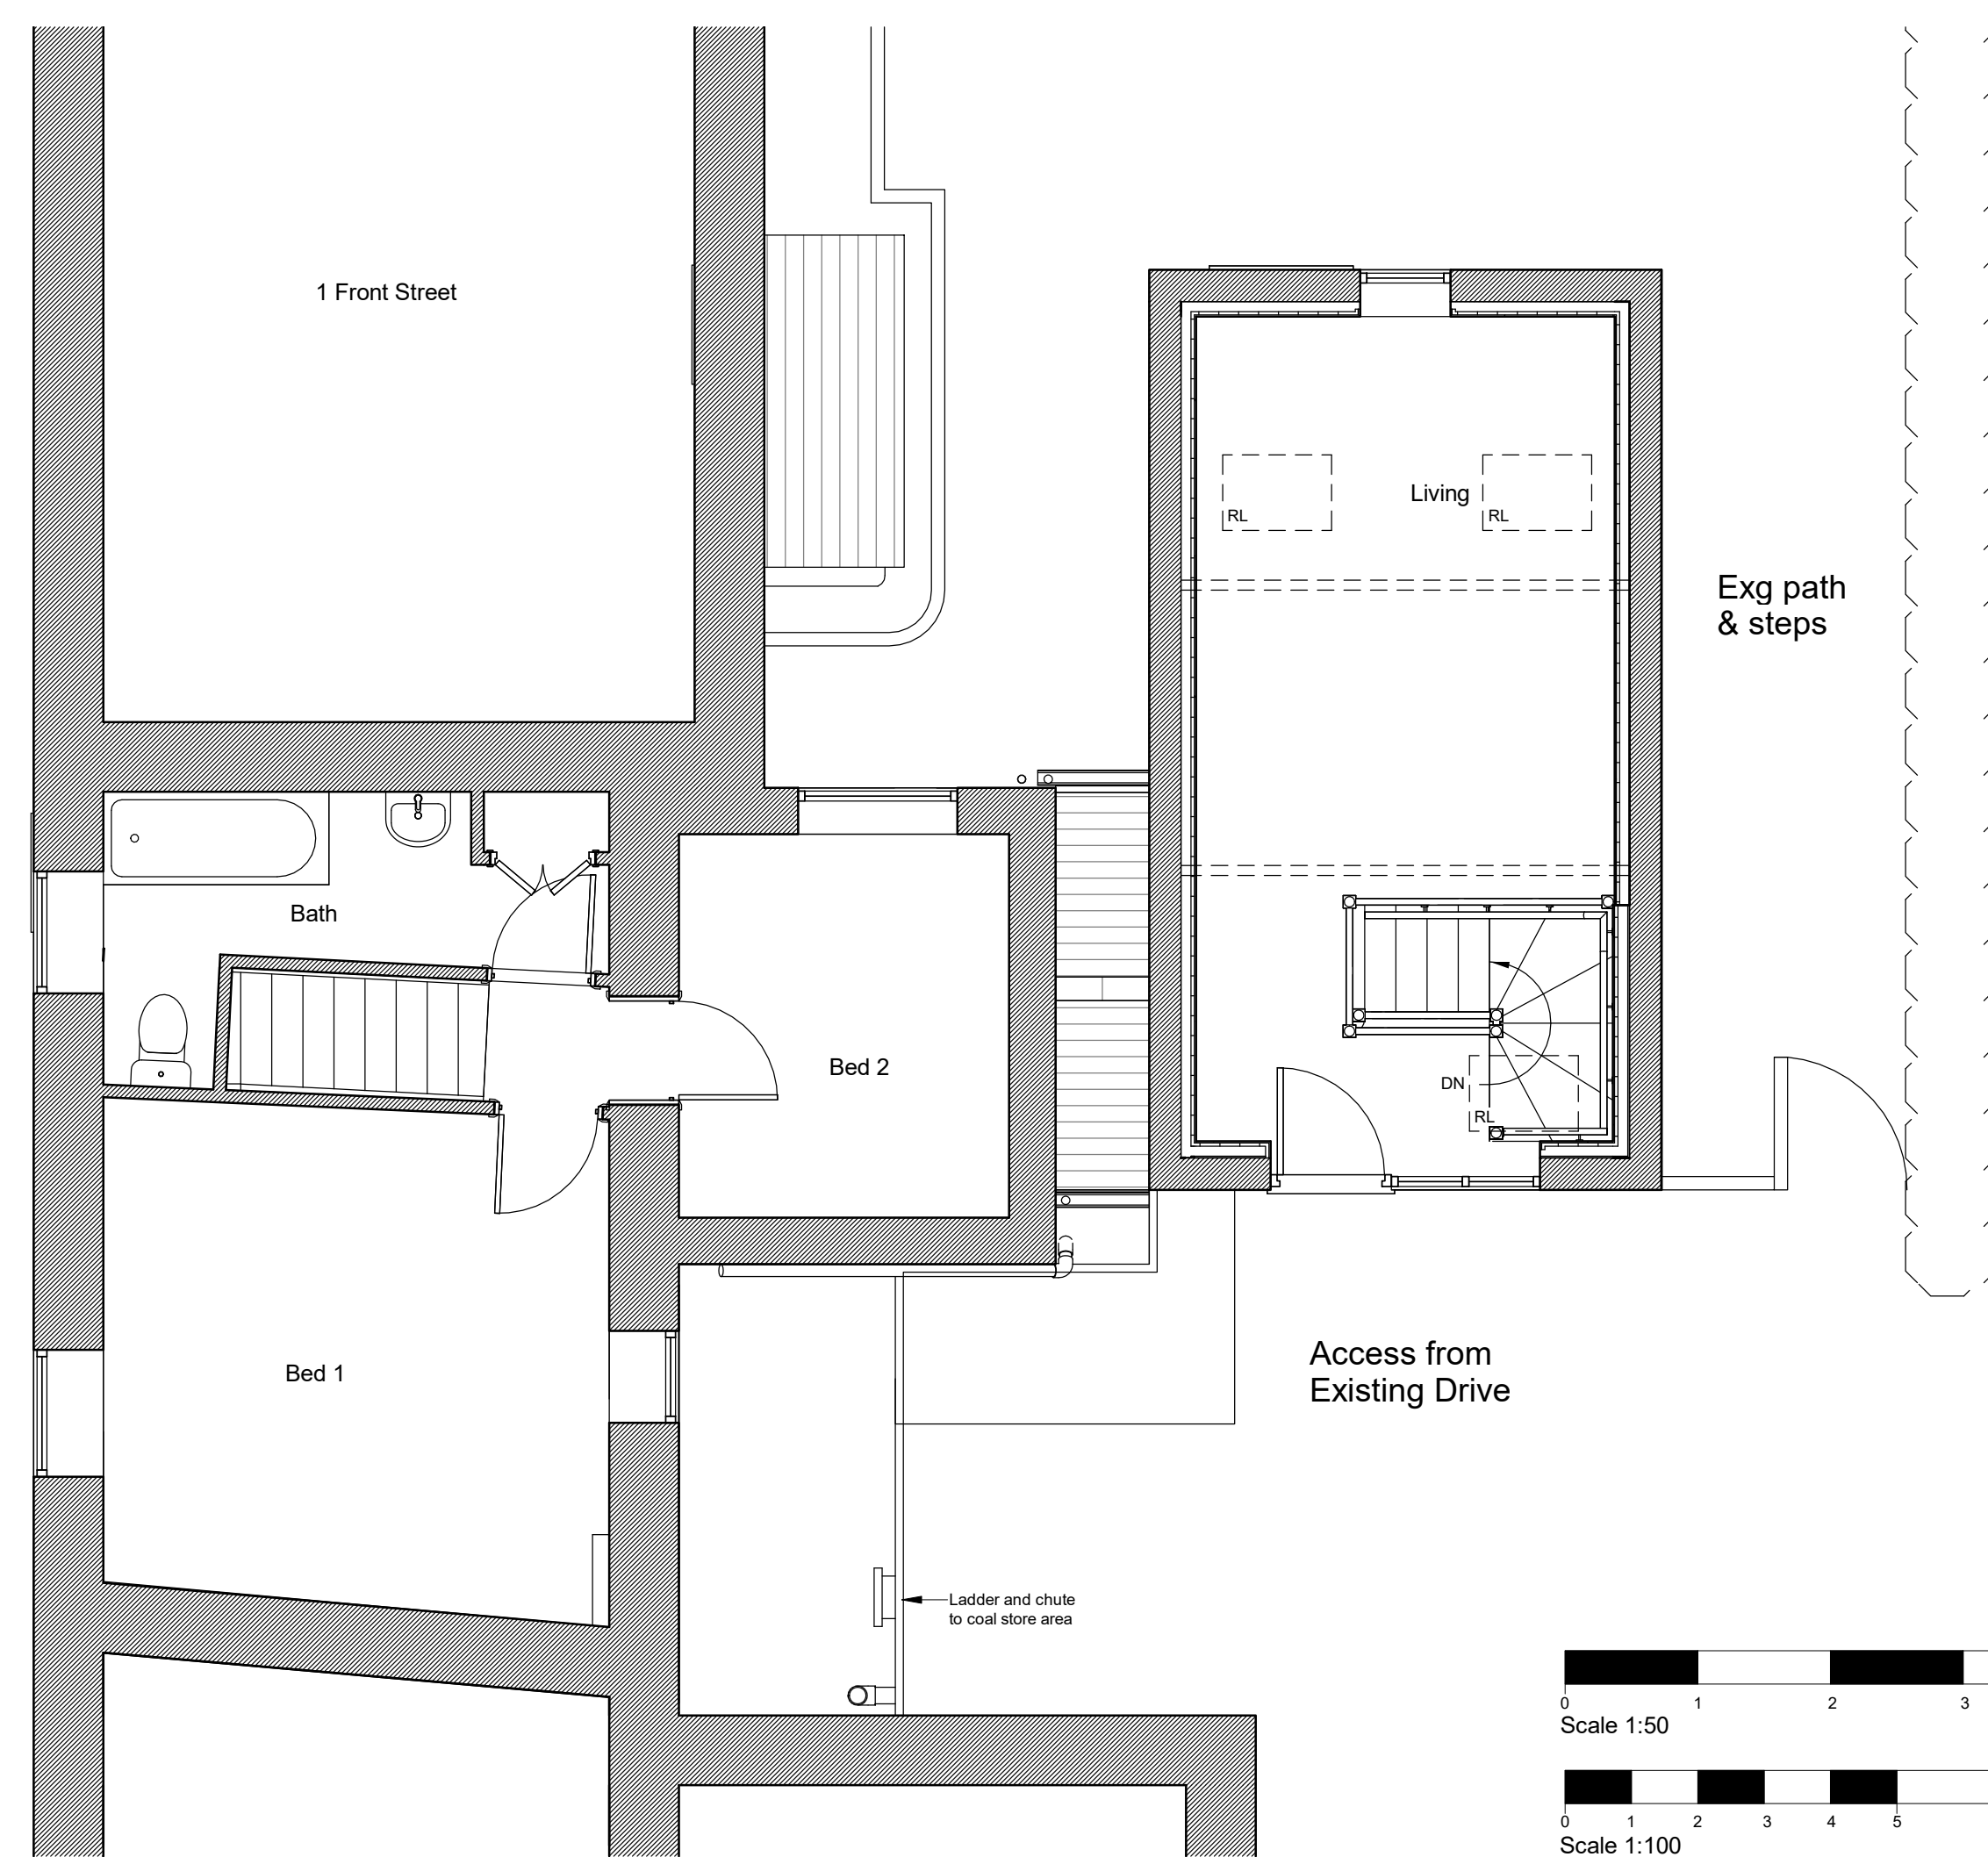 1 Front Street
Living
RL
RL
Exg path
& steps
Bath
Bed 2
DN
RL
Bed 1
Access from
Existing Drive
Ladder and chute
to coal store area
0 1 2 3
Scale 1:50
0 1 2 3 4 5
Scale 1:100